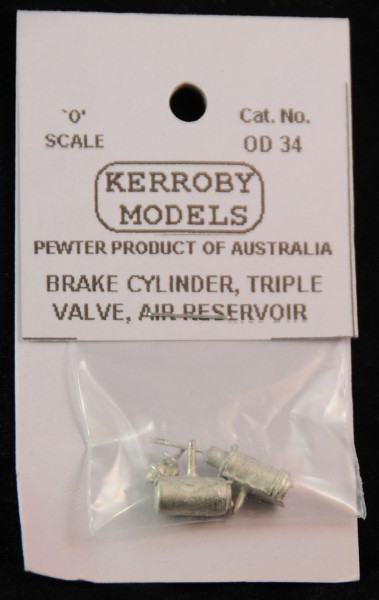 'O' Cat. No.
SCALE OD 34
KERROBY
MODELS
PEWTER PRODUCT OF AUSTRALIA
BRAKE CYLINDER, TRIPLE
VALVE, AIR RESERVOIR